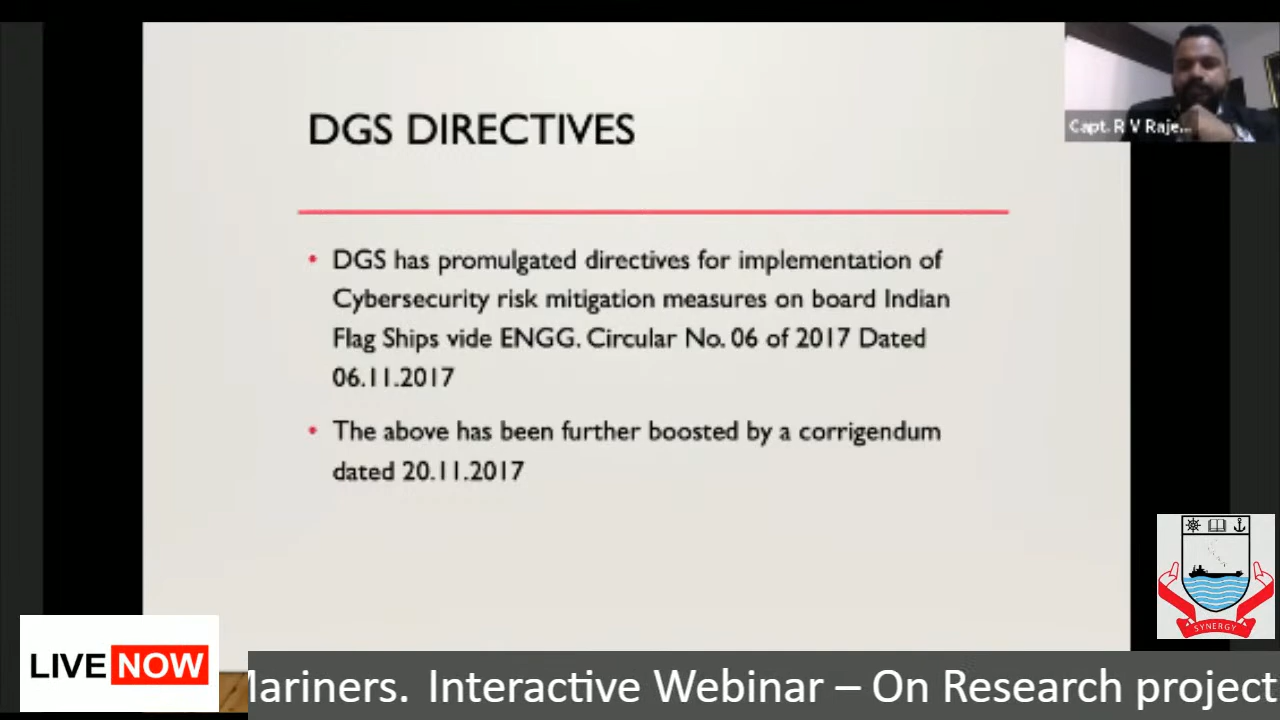 DGS DIRECTIVES
Capt. R V Raje...
• DGS has promulgated directives for implementation of
Cybersecurity risk mitigation measures on board Indian
Flag Ships vide ENGG. Circular No. 06 of 2017 Dated
06.11.2017
• The above has been further boosted by a corrigendum
dated 20.11.2017
SYNERGY
LIVE NOW
Mariners. Interactive Webinar – On Research project